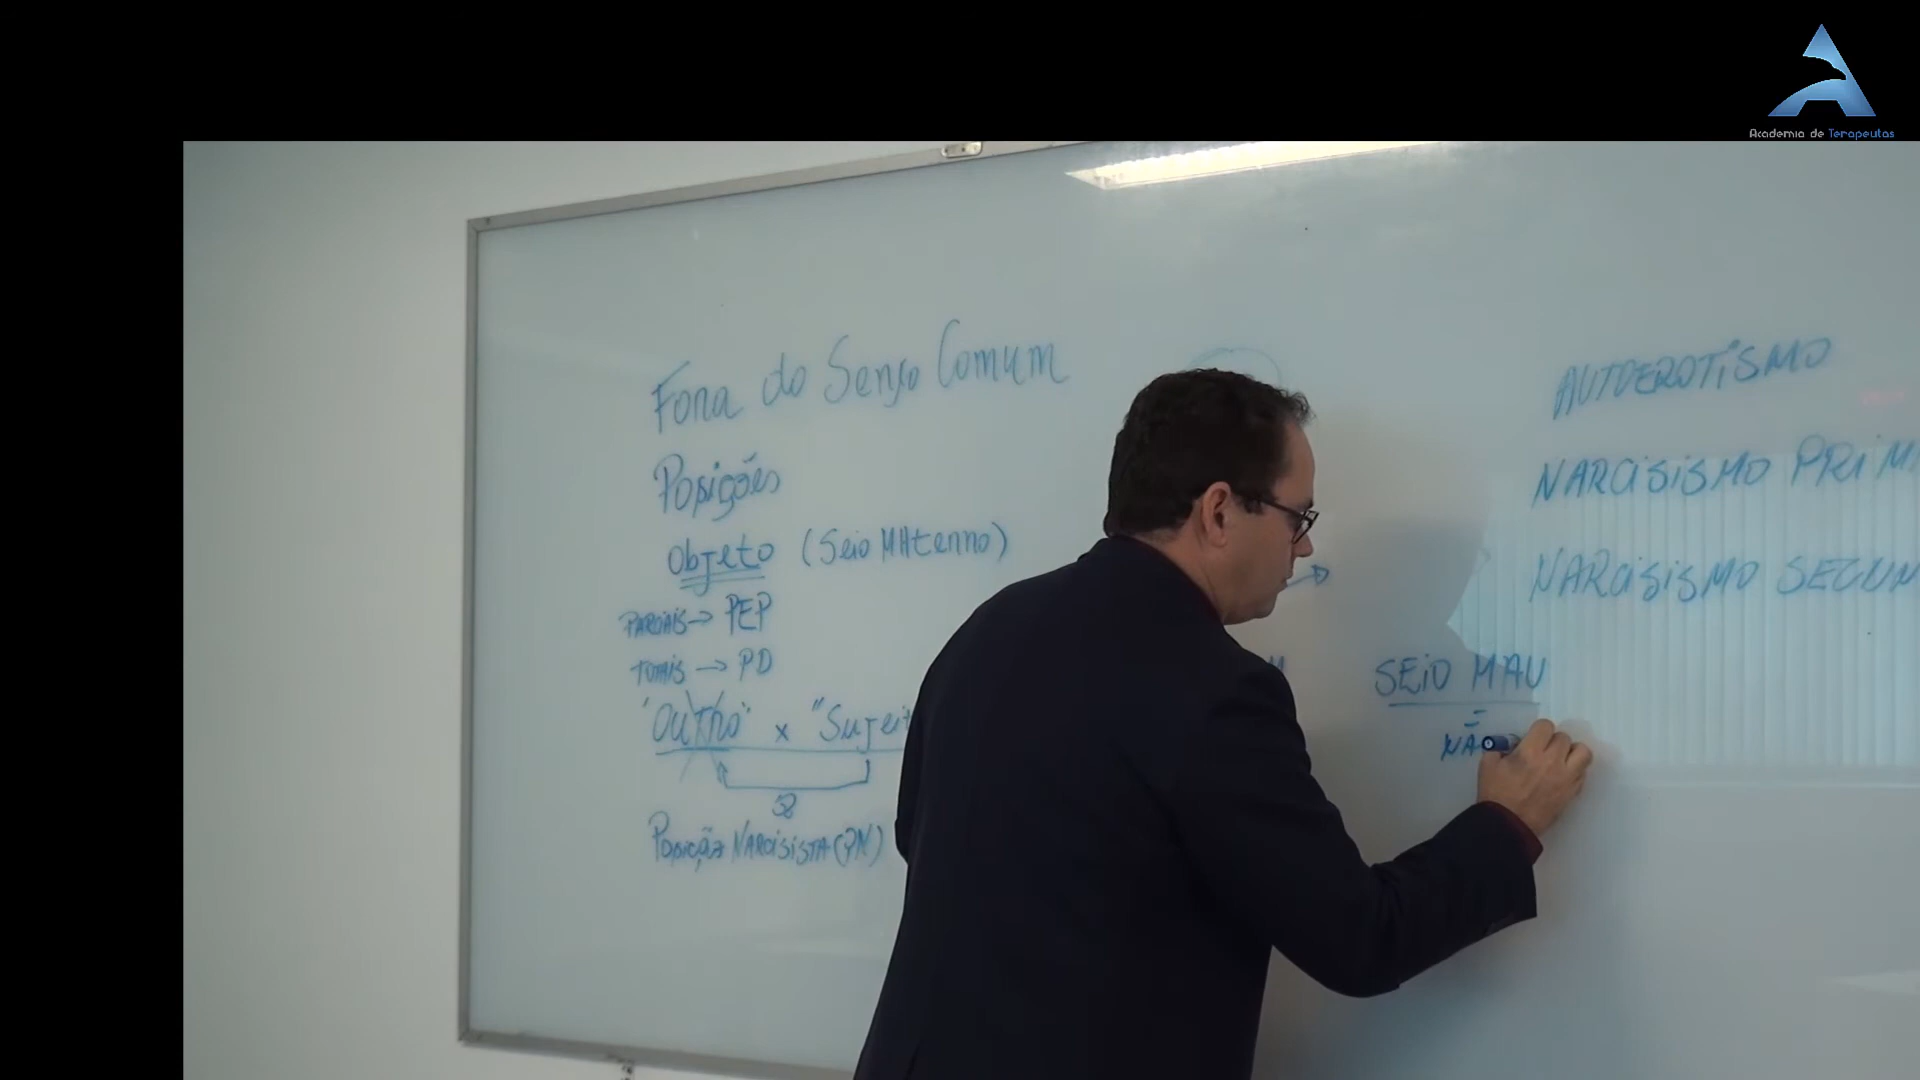 Academia de Terapeutas
Fora do Senso Comum
Posições
Objeto (Seio MAterno)
PARCIAIS → PEP
TOTAIS → PD
"Outro" x "Sujeit
Posição NARCISISTA (PN)
AUTOEROTISMO
NARCISISMO PRIM
NARCISISMO SECUN
SEIO MAU
NÃ